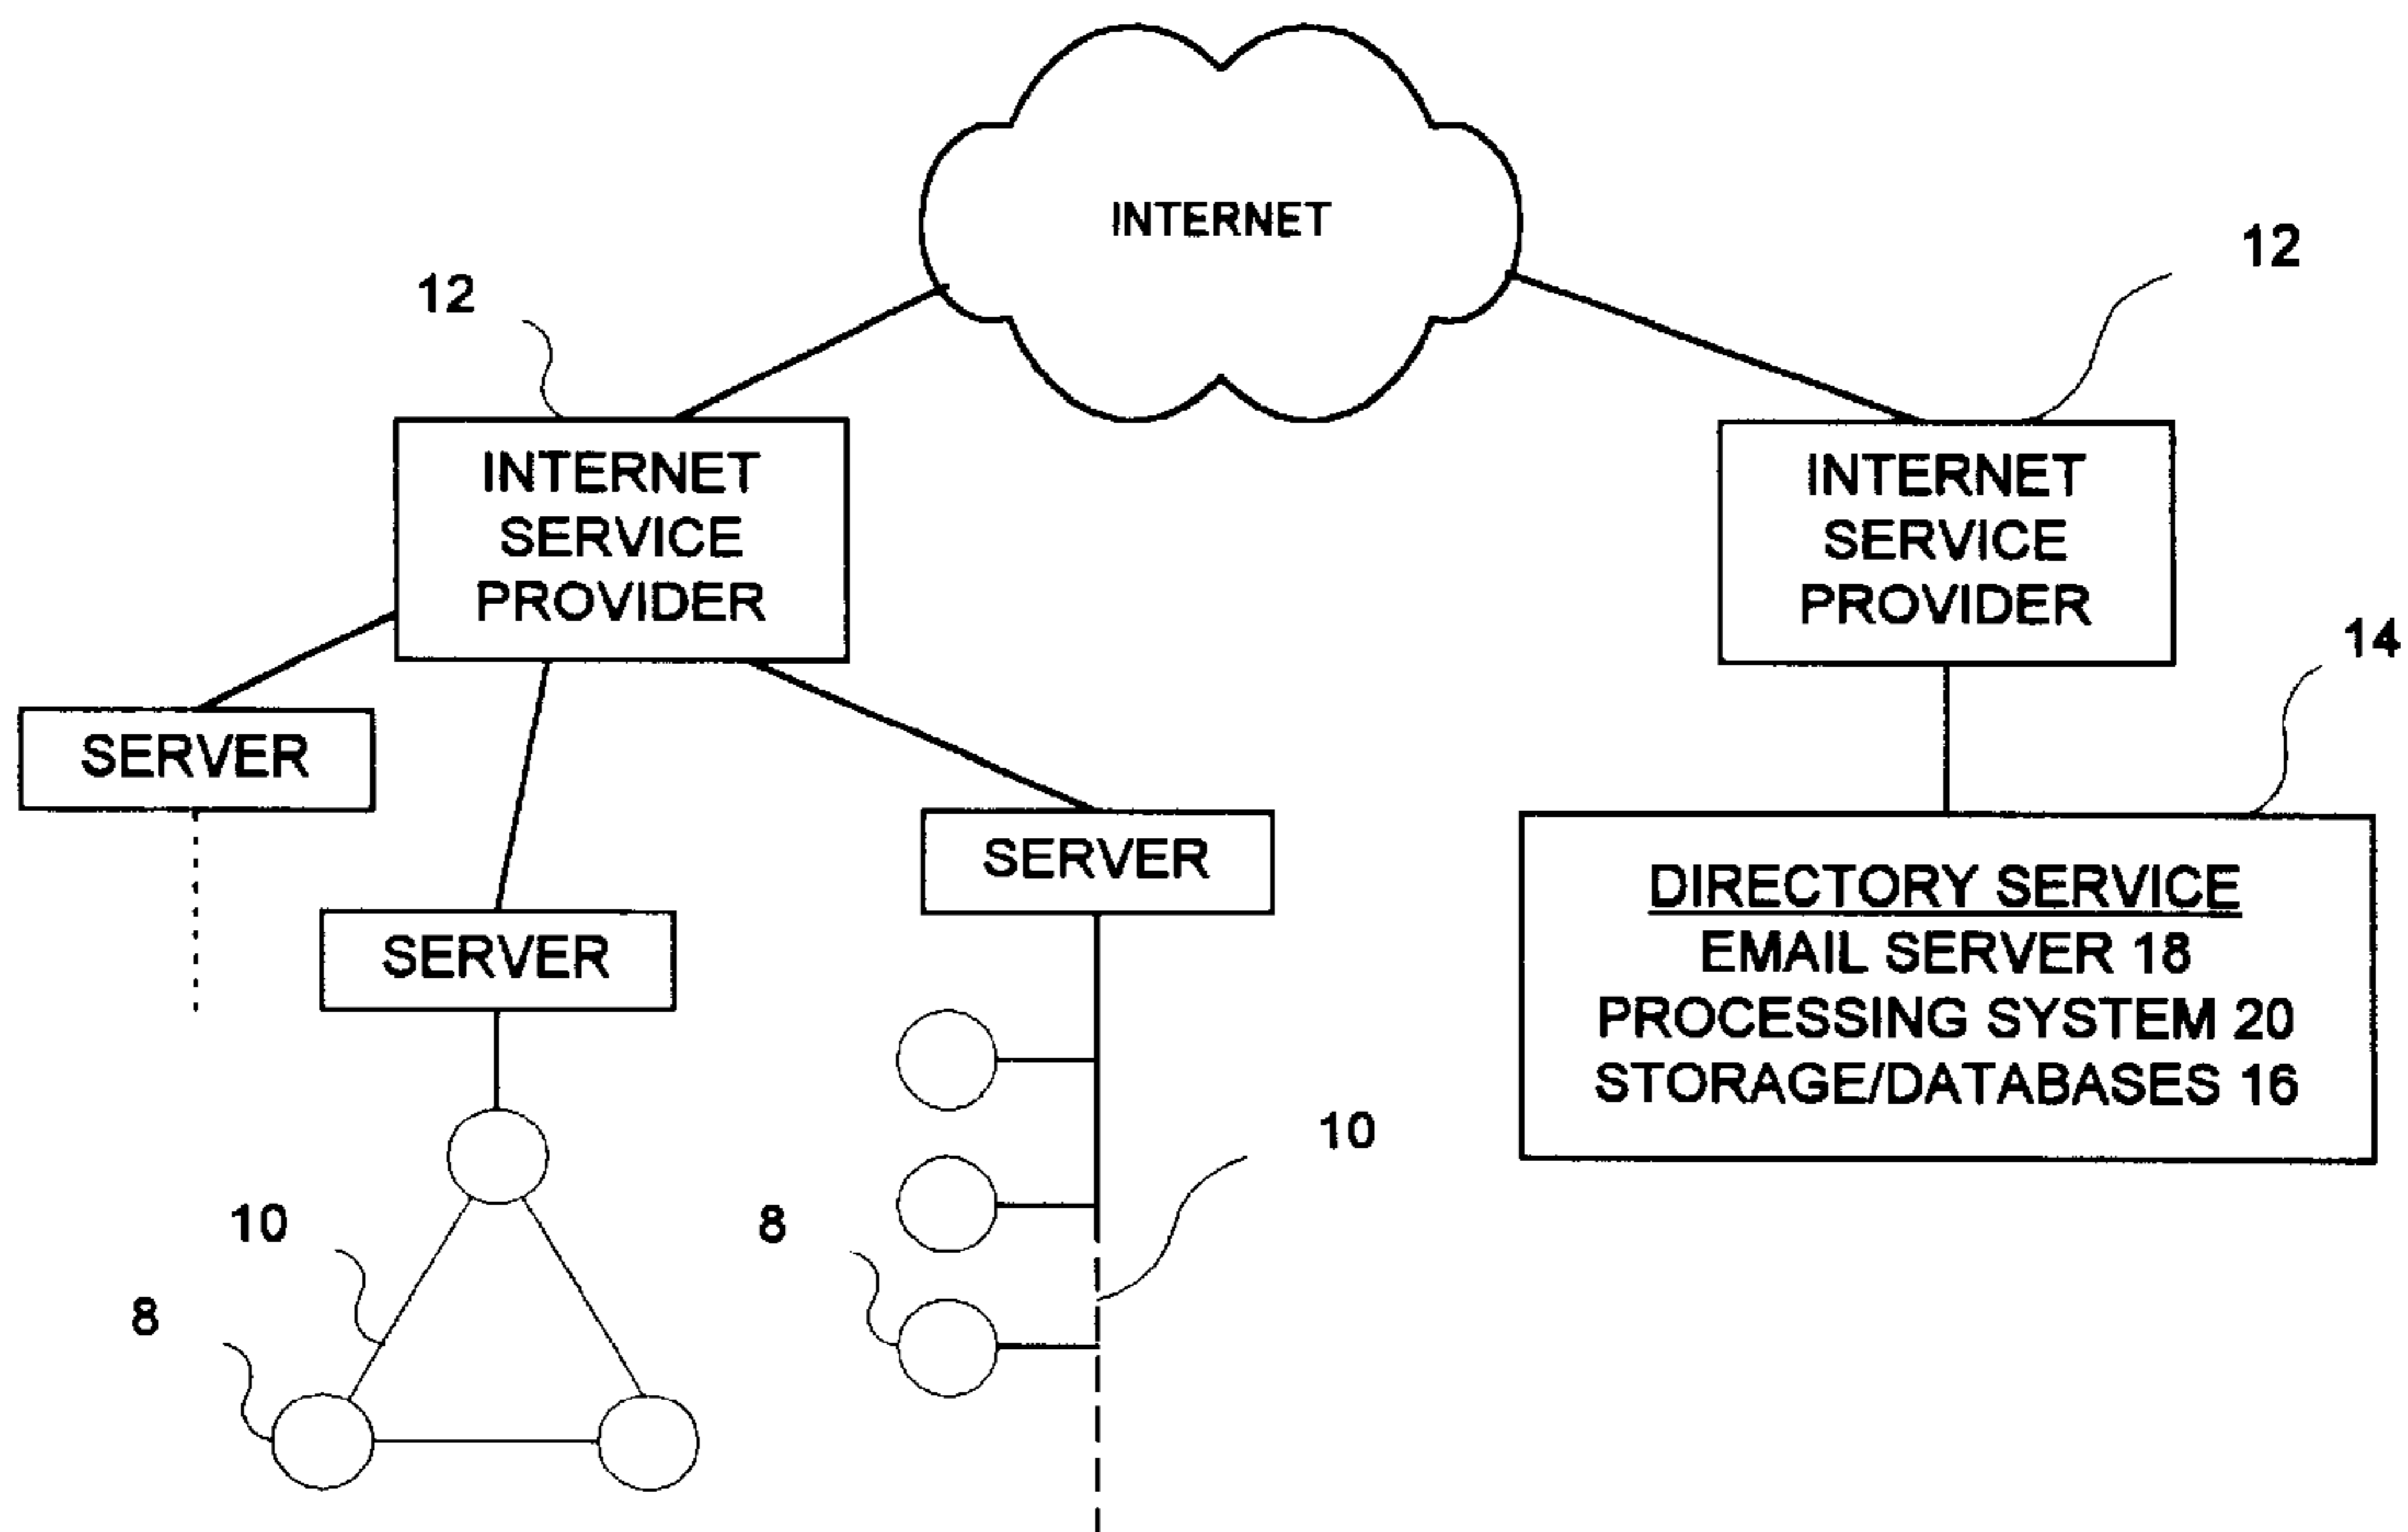 INTERNET
12
12
INTERNET
SERVICE
PROVIDER
INTERNET
SERVICE
PROVIDER
14
SERVER
SERVER
SERVER
DIRECTORY SERVICE
EMAIL SERVER 18
PROCESSING SYSTEM 20
STORAGE/DATABASES 16
10
10
8
8